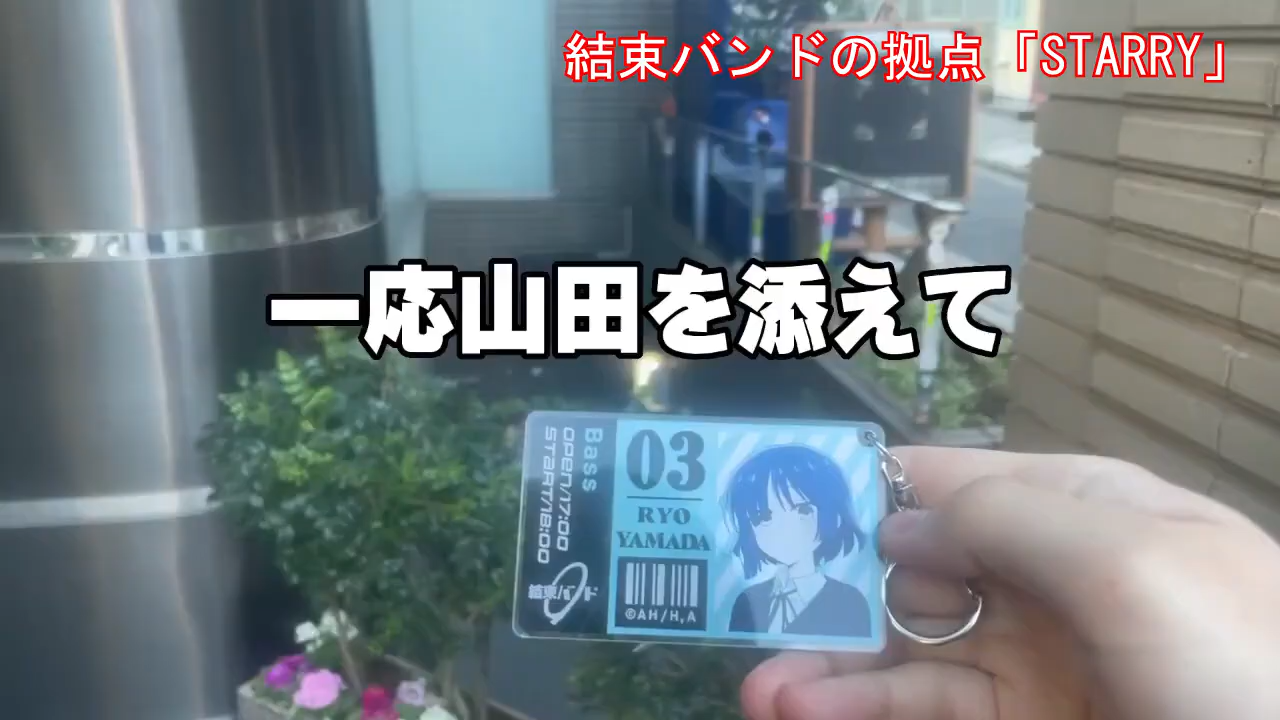 結束バンドの拠点「STARRY」
一応山田を添えて
Bass
OPEN/17:00
START/18:00
結束バンド
03
RYO
YAMADA
©AH/H,A